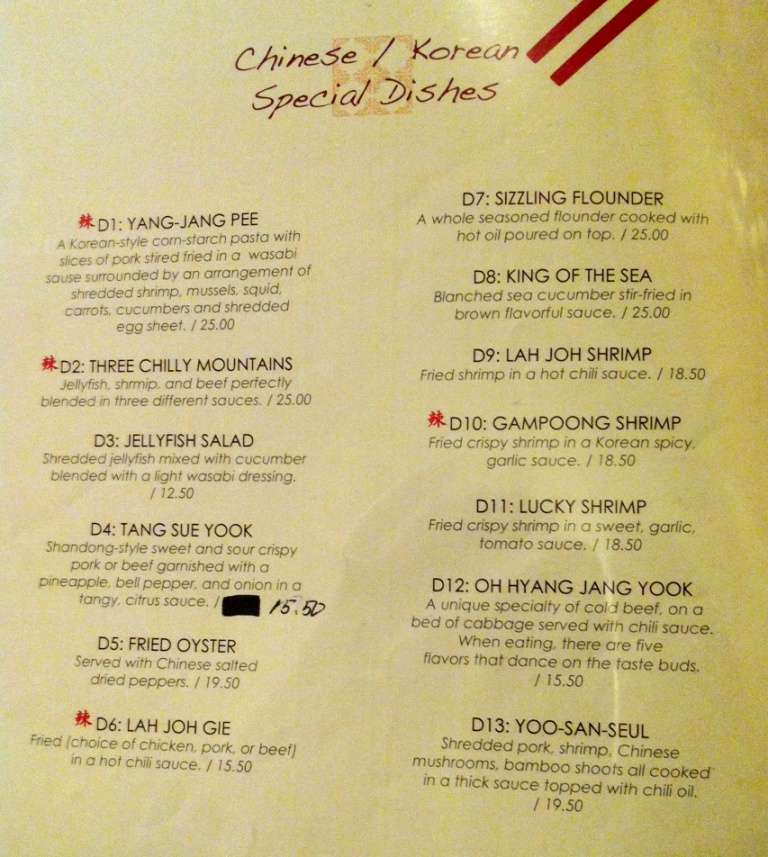 Chinese / Korean
Special Dishes
辣 D1: YANG-JANG PEE
A Korean-style corn-starch pasta with
slices of pork stired fried in a wasabi
sause surrounded by an arrangement of
shredded shrimp, mussels, squid,
carrots, cucumbers and shredded
egg sheet. / 25.00
辣 D2: THREE CHILLY MOUNTAINS
Jellyfish, shrmip, and beef perfectly
blended in three different sauces. / 25.00
D3: JELLYFISH SALAD
Shredded jellyfish mixed with cucumber
blended with a light wasabi dressing.
/ 12.50
D4: TANG SUE YOOK
Shandong-style sweet and sour crispy
pork or beef garnished with a
pineapple, bell pepper, and onion in a
tangy, citrus sauce. / 15.50
D5: FRIED OYSTER
Served with Chinese salted
dried peppers. / 19.50
辣 D6: LAH JOH GIE
Fried (choice of chicken, pork, or beef)
in a hot chili sauce. / 15.50
D7: SIZZLING FLOUNDER
A whole seasoned flounder cooked with
hot oil poured on top. / 25.00
D8: KING OF THE SEA
Blanched sea cucumber stir-fried in
brown flavorful sauce. / 25.00
D9: LAH JOH SHRIMP
Fried shrimp in a hot chili sauce. / 18.50
辣 D10: GAMPOONG SHRIMP
Fried crispy shrimp in a Korean spicy,
garlic sauce. / 18.50
D11: LUCKY SHRIMP
Fried crispy shrimp in a sweet, garlic,
tomato sauce. / 18.50
D12: OH HYANG JANG YOOK
A unique specialty of cold beef, on a
bed of cabbage served with chili sauce.
When eating, there are five
flavors that dance on the taste buds.
/ 15.50
D13: YOO-SAN-SEUL
Shredded pork, shrimp, Chinese
mushrooms, bamboo shoots all cooked
in a thick sauce topped with chili oil.
/ 19.50